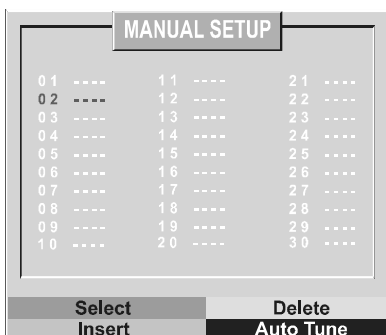 MANUAL SETUP
01 ---- 11 ---- 21 ----
02 ---- 12 ---- 22 ----
03 ---- 13 ---- 23 ----
04 ---- 14 ---- 24 ----
05 ---- 15 ---- 25 ----
06 ---- 16 ---- 26 ----
07 ---- 17 ---- 27 ----
08 ---- 18 ---- 28 ----
09 ---- 19 ---- 29 ----
10 ---- 20 ---- 30 ----
Select Delete
Insert Auto Tune